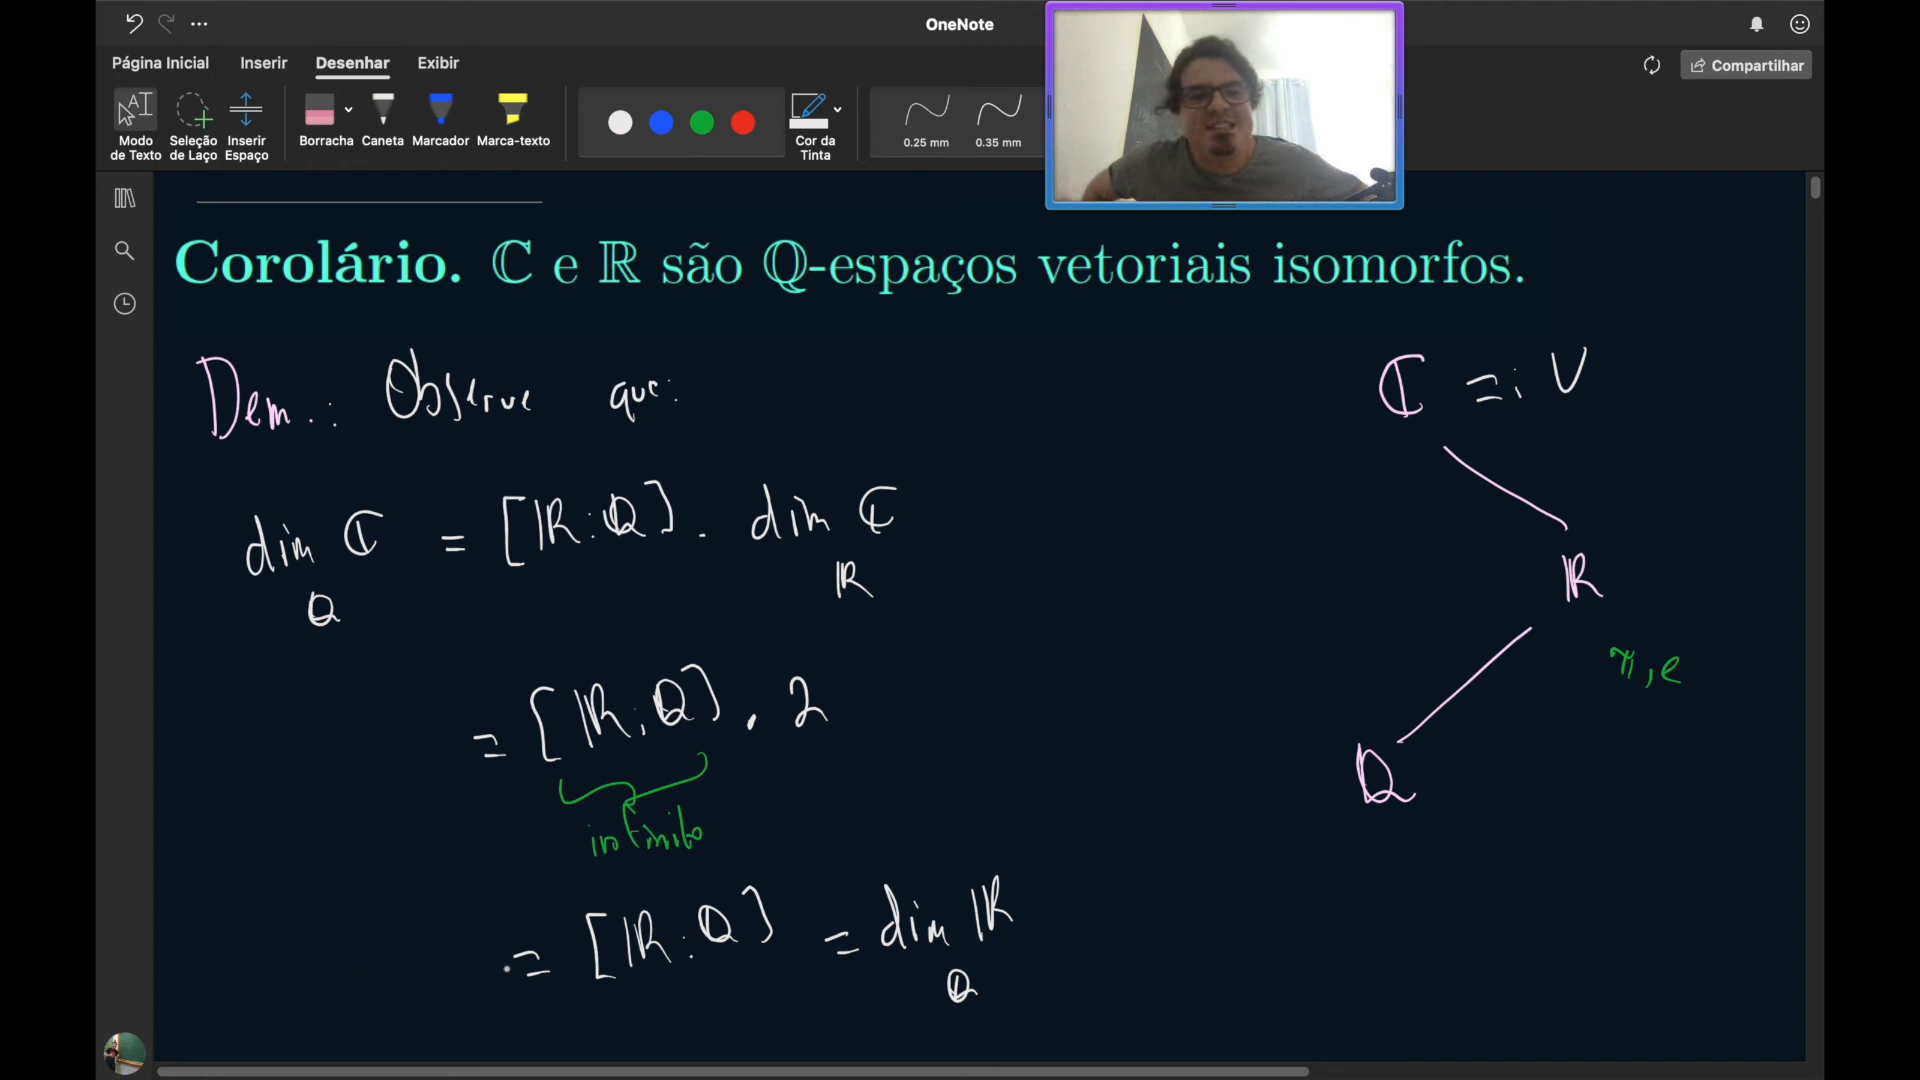 OneNote
Página Inicial Inserir Desenhar Exibir
Compartilhar
Modo de Texto
Seleção de Laço
Inserir Espaço
Borracha
Caneta
Marcador
Marca-texto
Cor da Tinta
0.25 mm
0.35 mm
Corolário. ℂ e ℝ são ℚ-espaços vetoriais isomorfos.
Dem.: Observe que:
dim_ℚ ℂ = [ℝ:ℚ] . dim_ℝ ℂ
= [ℝ:ℚ] . 2
infinito
= [ℝ:ℚ] = dim_ℚ ℝ
ℂ =: V
ℝ
π, e
ℚ